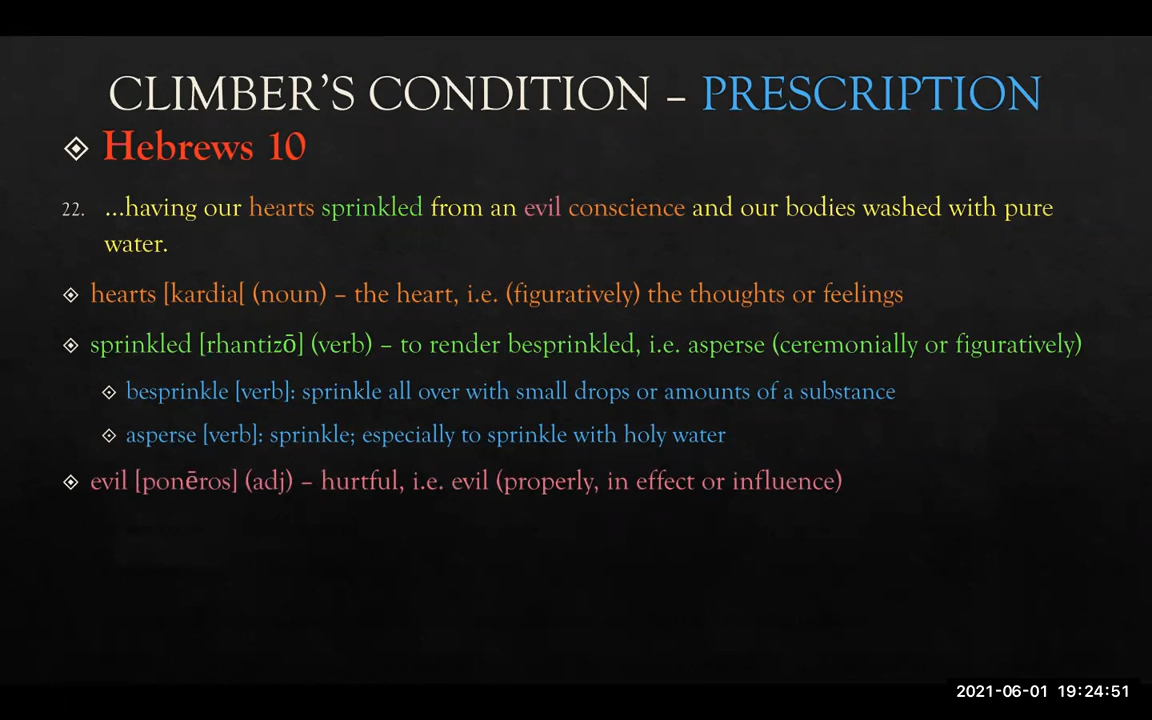 CLIMBER’S CONDITION – PRESCRIPTION
Hebrews 10
22. …having our hearts sprinkled from an evil conscience and our bodies washed with pure
water.
hearts [kardia[ (noun) – the heart, i.e. (figuratively) the thoughts or feelings
sprinkled [rhantizō] (verb) – to render besprinkled, i.e. asperse (ceremonially or figuratively)
besprinkle [verb]: sprinkle all over with small drops or amounts of a substance
asperse [verb]: sprinkle; especially to sprinkle with holy water
evil [ponēros] (adj) – hurtful, i.e. evil (properly, in effect or influence)
2021-06-01 19:24:51